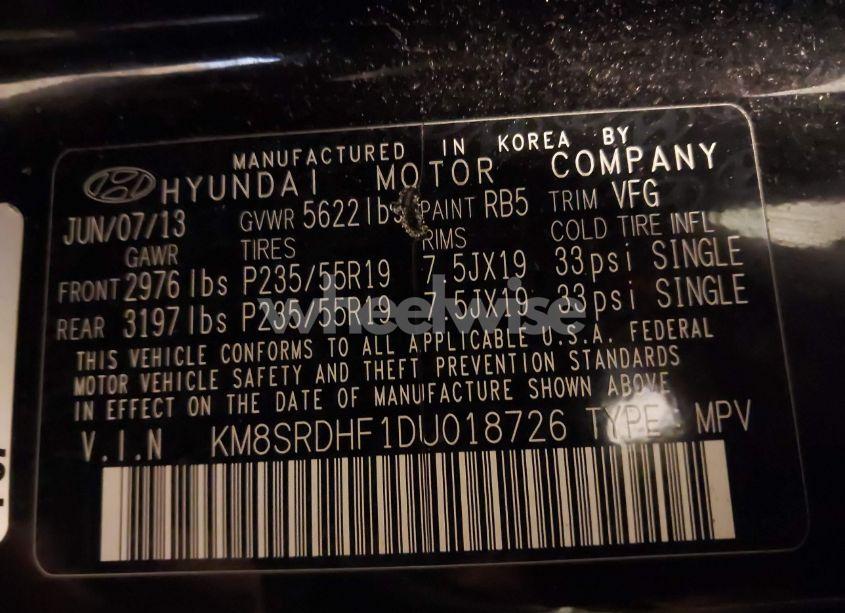 MANUFACTURED IN KOREA BY
HYUNDAI MOTOR COMPANY
JUN/07/13 GVWR 5622lbs PAINT RB5 TRIM VFG
GAWR TIRES RIMS COLD TIRE INFL
FRONT 2976 lbs P235/55R19 7.5JX19 33psi SINGLE
REAR 3197 lbs P235/55R19 7.5JX19 33psi SINGLE
wheelwise
THIS VEHICLE CONFORMS TO ALL APPLICABLE U.S.A. FEDERAL
MOTOR VEHICLE SAFETY AND THEFT PREVENTION STANDARDS
IN EFFECT ON THE DATE OF MANUFACTURE SHOWN ABOVE
V.I.N KM8SRDHF1DU018726 TYPE: MPV